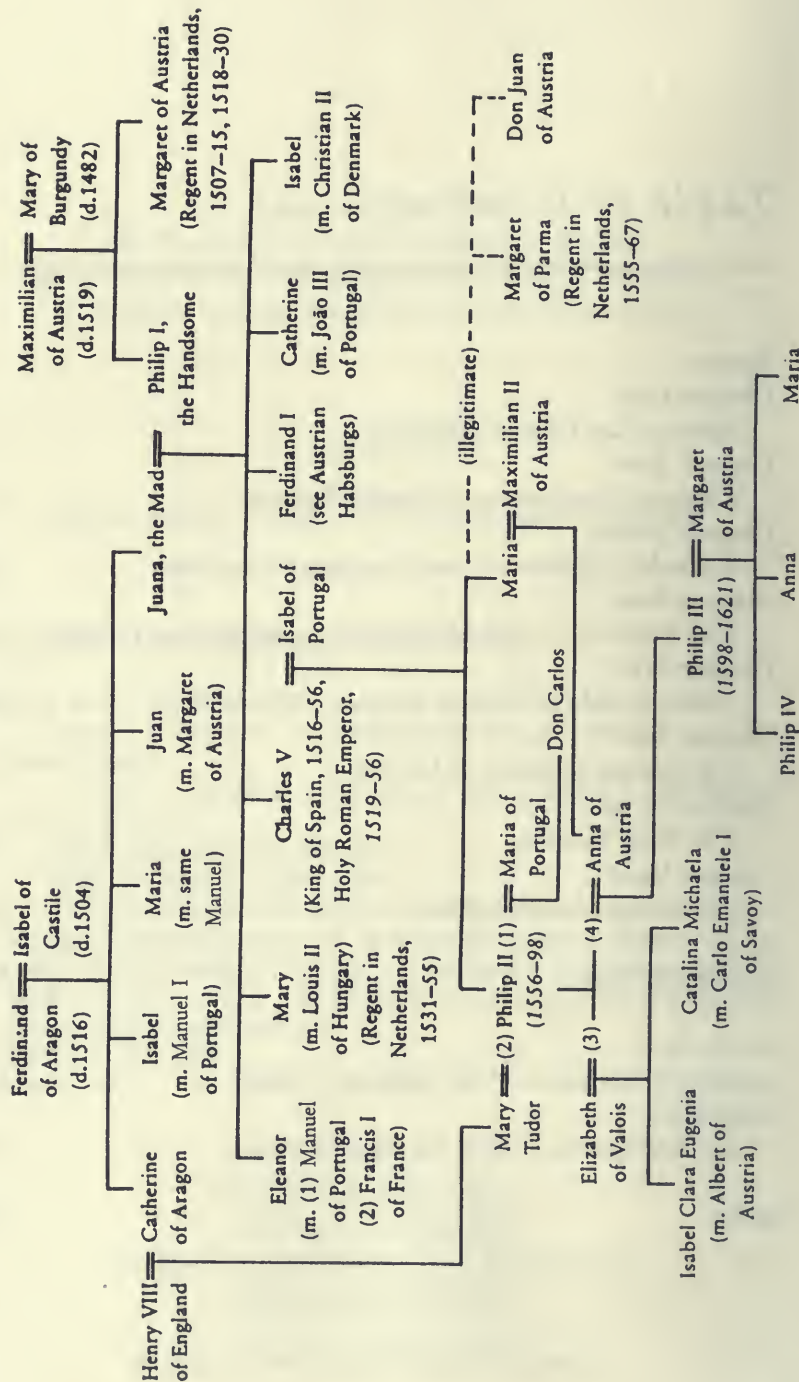 Maximilian
of Austria
(d.1519)
Mary of
Burgundy
(d.1482)
Ferdinand
of Aragon
(d.1516)
Isabel of
Castile
(d.1504)
Philip I,
the Handsome
Margaret of Austria
(Regent in Netherlands,
1507–15, 1518–30)
Henry VIII
of England
Catherine
of Aragon
Isabel
(m. Manuel I
of Portugal)
Maria
(m. same
Manuel)
Juan
(m. Margaret
of Austria)
Juana, the Mad
Eleanor
(m. (1) Manuel
of Portugal
(2) Francis I
of France)
Mary
(m. Louis II
of Hungary)
(Regent in
Netherlands,
1531–55)
Charles V
(King of Spain, 1516–56,
Holy Roman Emperor,
1519–56)
Isabel of
Portugal
Ferdinand I
(see Austrian
Habsburgs)
Catherine
(m. João III
of Portugal)
Isabel
(m. Christian II
of Denmark)
(illegitimate)
Mary
Tudor
(2) Philip II (1)
(1556–98)
Maria of
Portugal
Don Carlos
Maria
Maximilian II
of Austria
Margaret
of Parma
(Regent in
Netherlands,
1555–67)
Don Juan
of Austria
Elizabeth
of Valois
(3)
(4)
Anna of
Austria
Isabel Clara Eugenia
(m. Albert of
Austria)
Catalina Michaela
(m. Carlo Emanuele I
of Savoy)
Philip III
(1598–1621)
Margaret
of Austria
Philip IV
Anna
Maria